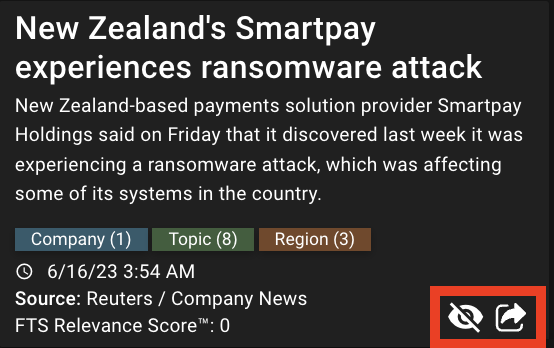 New Zealand's Smartpay
experiences ransomware attack
New Zealand-based payments solution provider Smartpay
Holdings said on Friday that it discovered last week it was
experiencing a ransomware attack, which was affecting
some of its systems in the country.
Company (1) Topic (8) Region (3)
6/16/23 3:54 AM
Source: Reuters / Company News
FTS Relevance Score™: 0